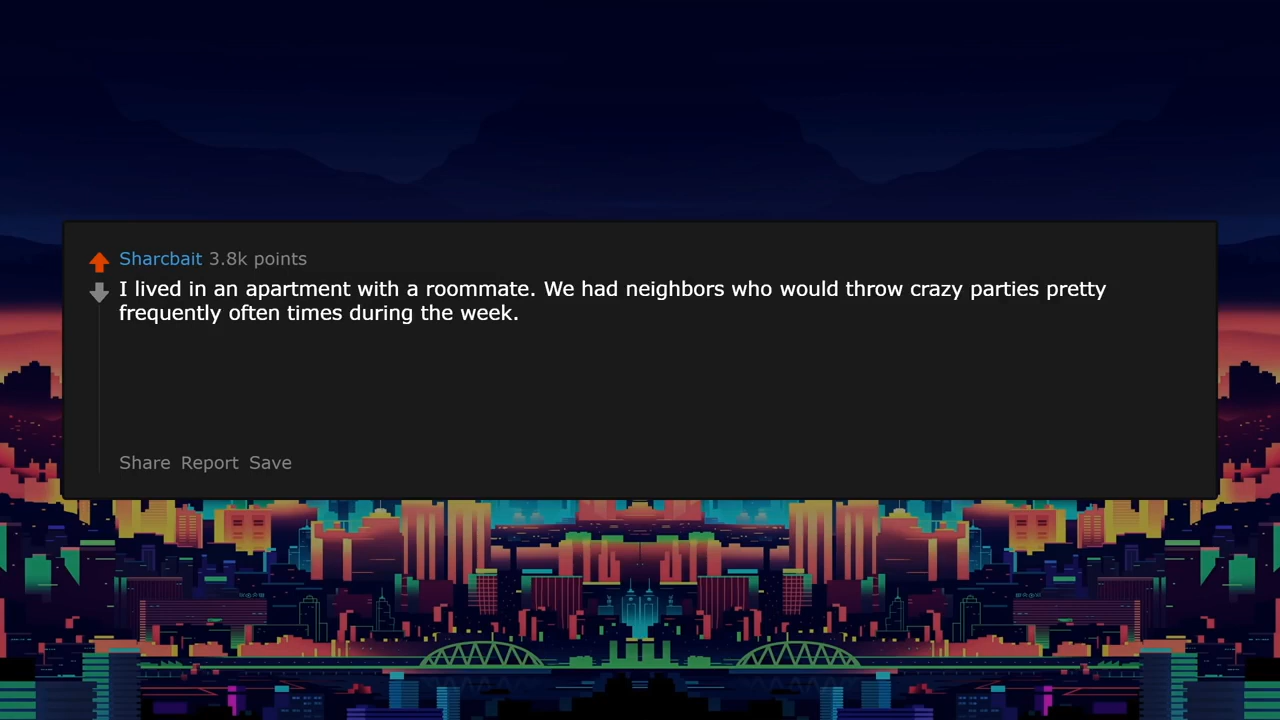 Sharcbait 3.8k points
I lived in an apartment with a roommate. We had neighbors who would throw crazy parties pretty
frequently often times during the week.
Share Report Save